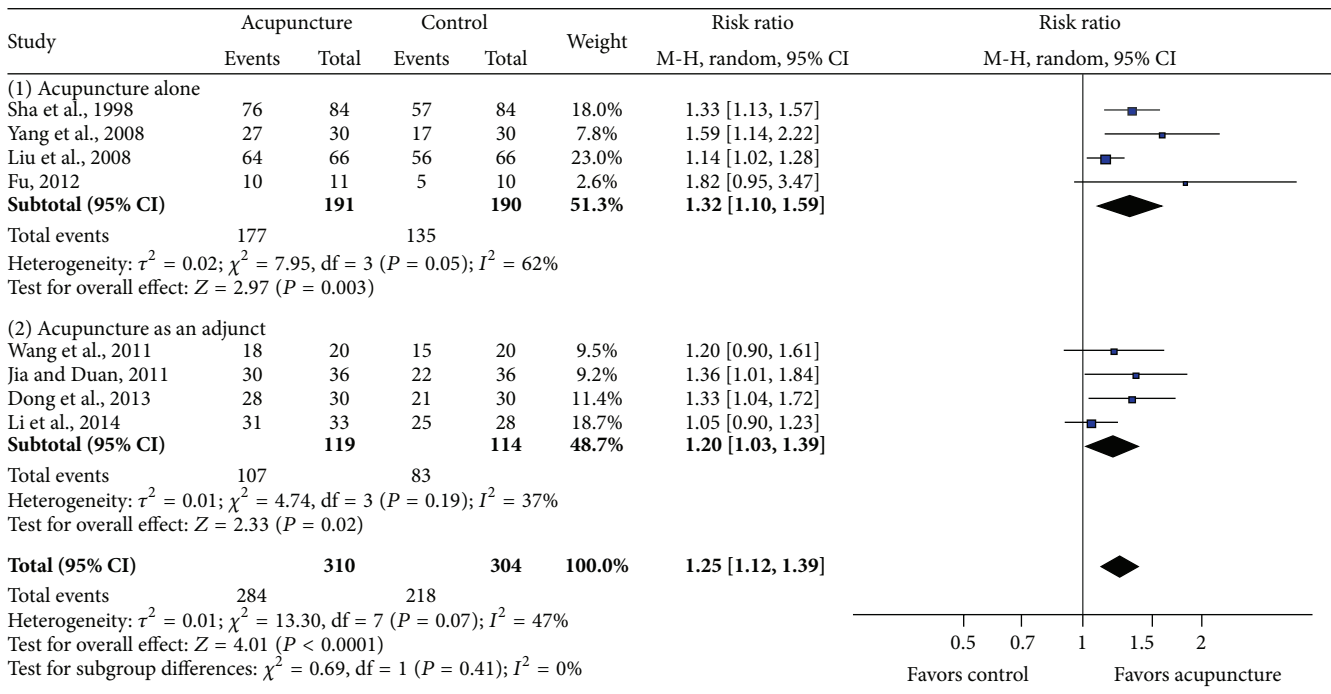 Study Acupuncture Control Weight Risk ratio Risk ratio
Events Total Events Total M-H, random, 95% CI M-H, random, 95% CI
(1) Acupuncture alone
Sha et al., 1998 76 84 57 84 18.0% 1.33 [1.13, 1.57]
Yang et al., 2008 27 30 17 30 7.8% 1.59 [1.14, 2.22]
Liu et al., 2008 64 66 56 66 23.0% 1.14 [1.02, 1.28]
Fu, 2012 10 11 5 10 2.6% 1.82 [0.95, 3.47]
Subtotal (95% CI) 191 190 51.3% 1.32 [1.10, 1.59]
Total events 177 135
Heterogeneity: τ² = 0.02; χ² = 7.95, df = 3 (P = 0.05); I² = 62%
Test for overall effect: Z = 2.97 (P = 0.003)
(2) Acupuncture as an adjunct
Wang et al., 2011 18 20 15 20 9.5% 1.20 [0.90, 1.61]
Jia and Duan, 2011 30 36 22 36 9.2% 1.36 [1.01, 1.84]
Dong et al., 2013 28 30 21 30 11.4% 1.33 [1.04, 1.72]
Li et al., 2014 31 33 25 28 18.7% 1.05 [0.90, 1.23]
Subtotal (95% CI) 119 114 48.7% 1.20 [1.03, 1.39]
Total events 107 83
Heterogeneity: τ² = 0.01; χ² = 4.74, df = 3 (P = 0.19); I² = 37%
Test for overall effect: Z = 2.33 (P = 0.02)
Total (95% CI) 310 304 100.0% 1.25 [1.12, 1.39]
Total events 284 218
Heterogeneity: τ² = 0.01; χ² = 13.30, df = 7 (P = 0.07); I² = 47%
Test for overall effect: Z = 4.01 (P < 0.0001)
Test for subgroup differences: χ² = 0.69, df = 1 (P = 0.41); I² = 0%
1
0.5 0.7 1 1.5 2
Favors control Favors acupuncture